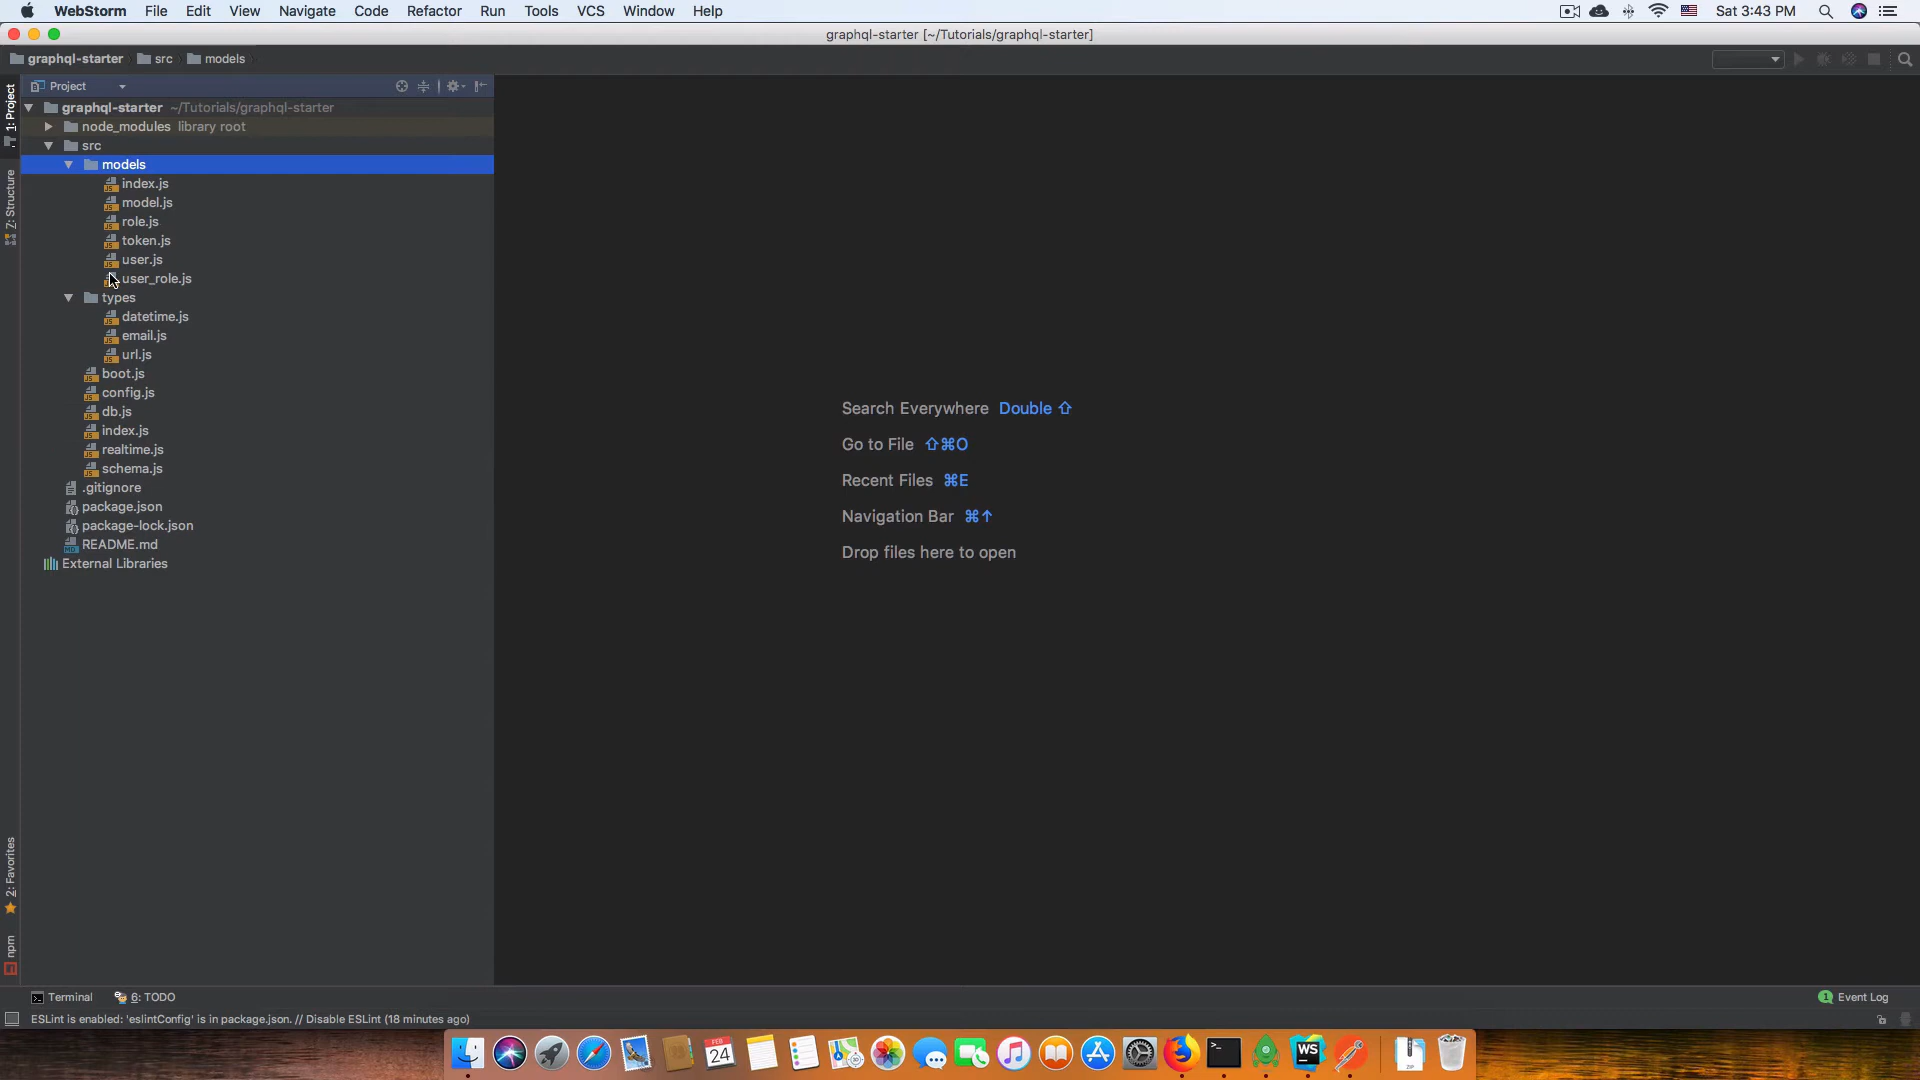 WebStorm File Edit View Navigate Code Refactor Run Tools VCS Window Help Sat 3:43 PM
graphql-starter [~/Tutorials/graphql-starter]
graphql-starter src models
1: Project
Project
graphql-starter ~/Tutorials/graphql-starter
node_modules library root
src
models
index.js
model.js
role.js
token.js
user.js
user_role.js
types
datetime.js
email.js
url.js
boot.js
config.js
db.js
index.js
realtime.js
schema.js
.gitignore
package.json
package-lock.json
README.md
External Libraries
Z: Structure
2: Favorites
npm
Search Everywhere Double ⇧
Go to File ⇧⌘O
Recent Files ⌘E
Navigation Bar ⌘↑
Drop files here to open
Terminal 6: TODO 1 Event Log
ESLint is enabled: 'eslintConfig' is in package.json. // Disable ESLint (18 minutes ago)
FEB
24
WS
ZIP